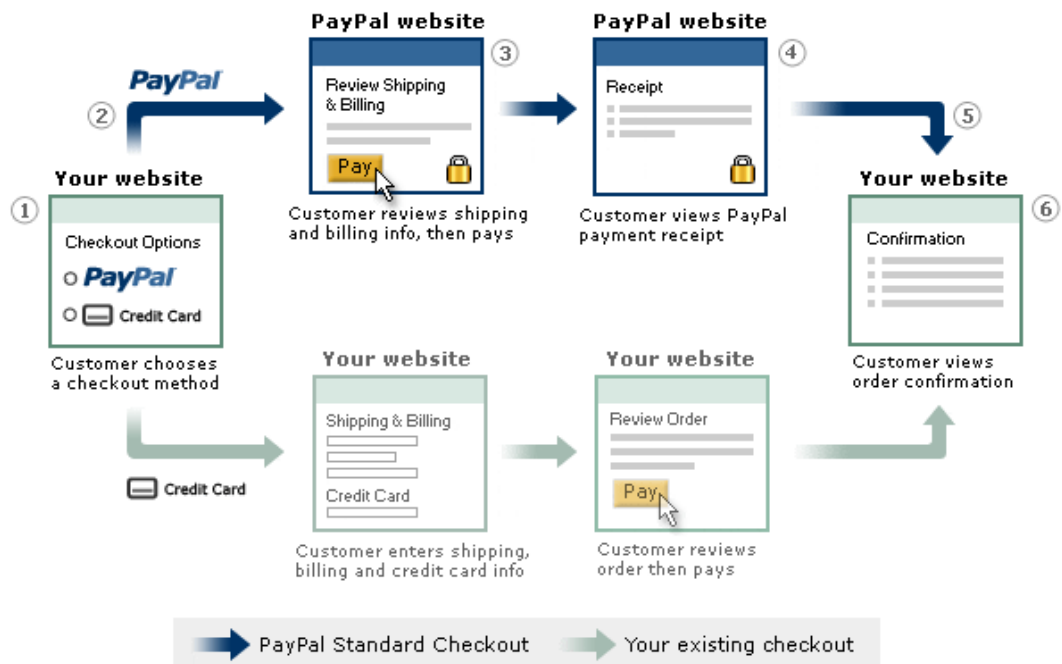 PayPal website
3
Review Shipping
& Billing
Pay
Customer reviews shipping
and billing info, then pays
PayPal website
4
Receipt
Customer views PayPal
payment receipt
PayPal
2
5
Your website
1
Checkout Options
PayPal
Credit Card
Customer chooses
a checkout method
Your website
6
Confirmation
Customer views
order confirmation
Credit Card
Your website
Shipping & Billing
Credit Card
Customer enters shipping,
billing and credit card info
Your website
Review Order
Pay
Customer reviews
order then pays
PayPal Standard Checkout
Your existing checkout